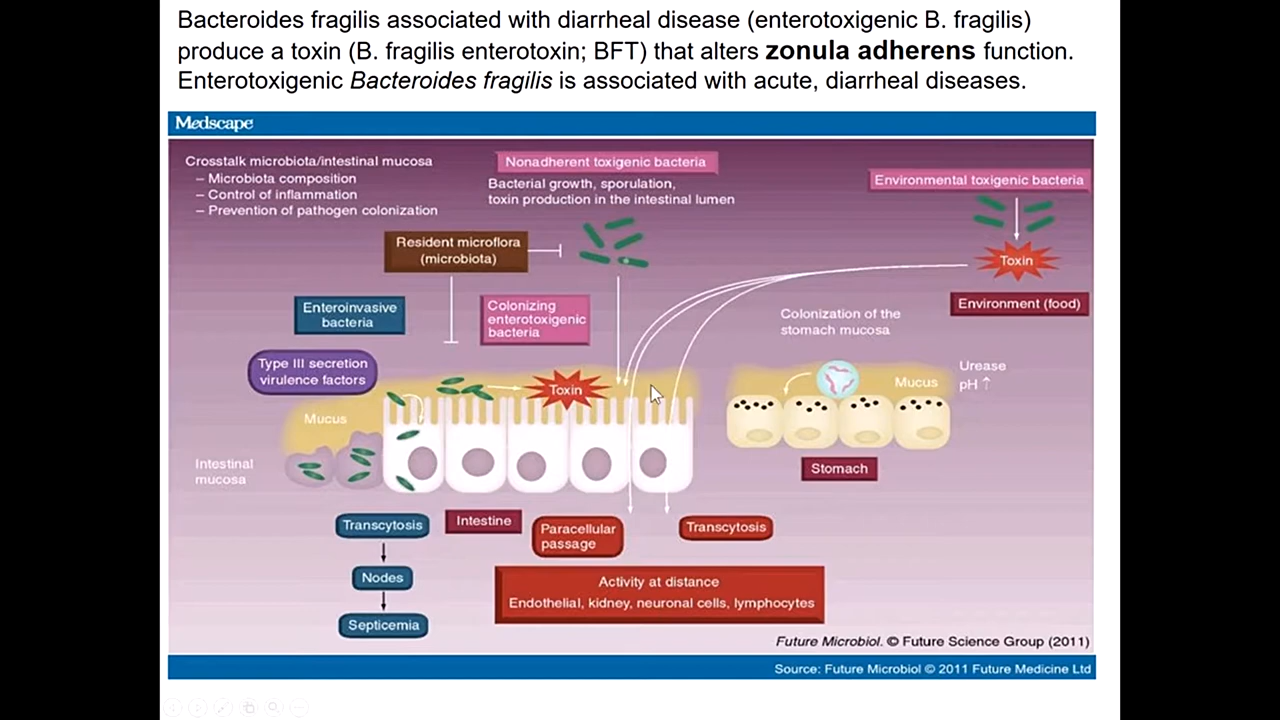 Bacteroides fragilis associated with diarrheal disease (enterotoxigenic B. fragilis)
produce a toxin (B. fragilis enterotoxin; BFT) that alters zonula adherens function.
Enterotoxigenic Bacteroides fragilis is associated with acute, diarrheal diseases.
Medscape
Crosstalk microbiota/intestinal mucosa
– Microbiota composition
– Control of inflammation
– Prevention of pathogen colonization
Nonadherent toxigenic bacteria
Bacterial growth, sporulation,
toxin production in the intestinal lumen
Environmental toxigenic bacteria
Resident microflora
(microbiota)
Toxin
Environment (food)
Enteroinvasive
bacteria
Colonizing
enterotoxigenic
bacteria
Colonization of the
stomach mucosa
Type III secretion
virulence factors
Toxin
Mucus
Urease
pH ↑
Mucus
Intestinal
mucosa
Stomach
Transcytosis
Intestine
Paracellular
passage
Transcytosis
Nodes
Activity at distance
Endothelial, kidney, neuronal cells, lymphocytes
Septicemia
Future Microbiol. © Future Science Group (2011)
Source: Future Microbiol © 2011 Future Medicine Ltd